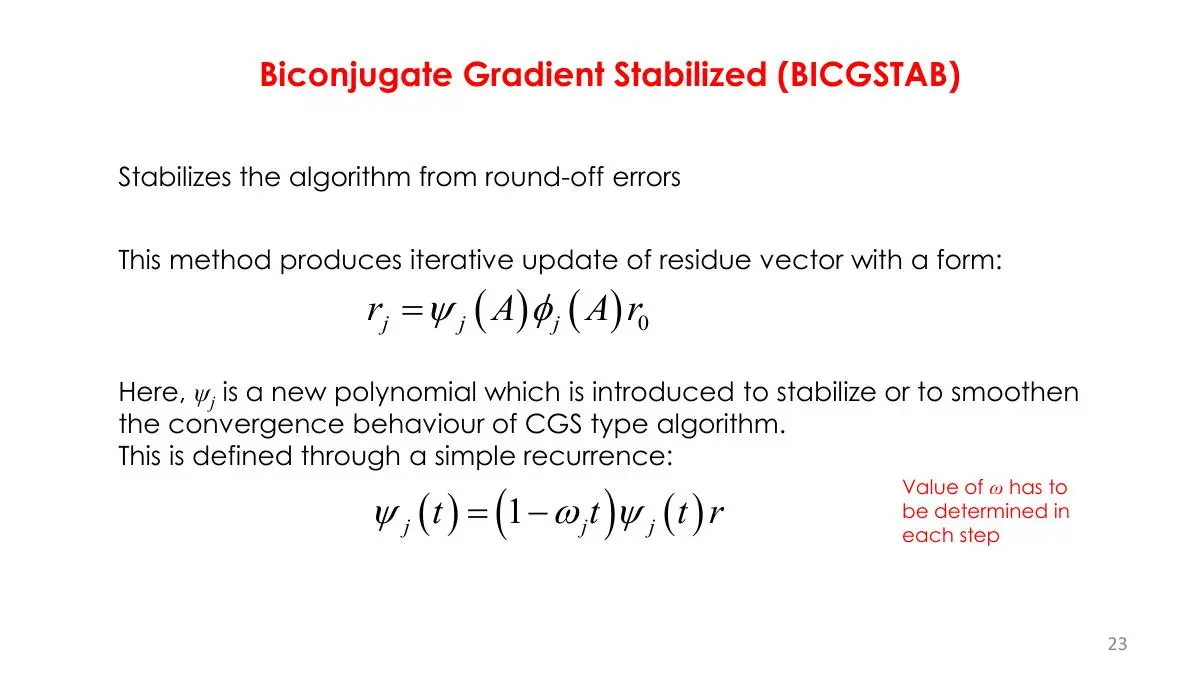 Biconjugate Gradient Stabilized (BICGSTAB)
Stabilizes the algorithm from round-off errors
This method produces iterative update of residue vector with a form:
r_j = ψ_j (A) ϕ_j (A) r_0
Here, ψ_j is a new polynomial which is introduced to stabilize or to smoothen
the convergence behaviour of CGS type algorithm.
This is defined through a simple recurrence:
ψ_j (t) = (1 − ω_j t) ψ_j (t) r
Value of ω has to
be determined in
each step
23